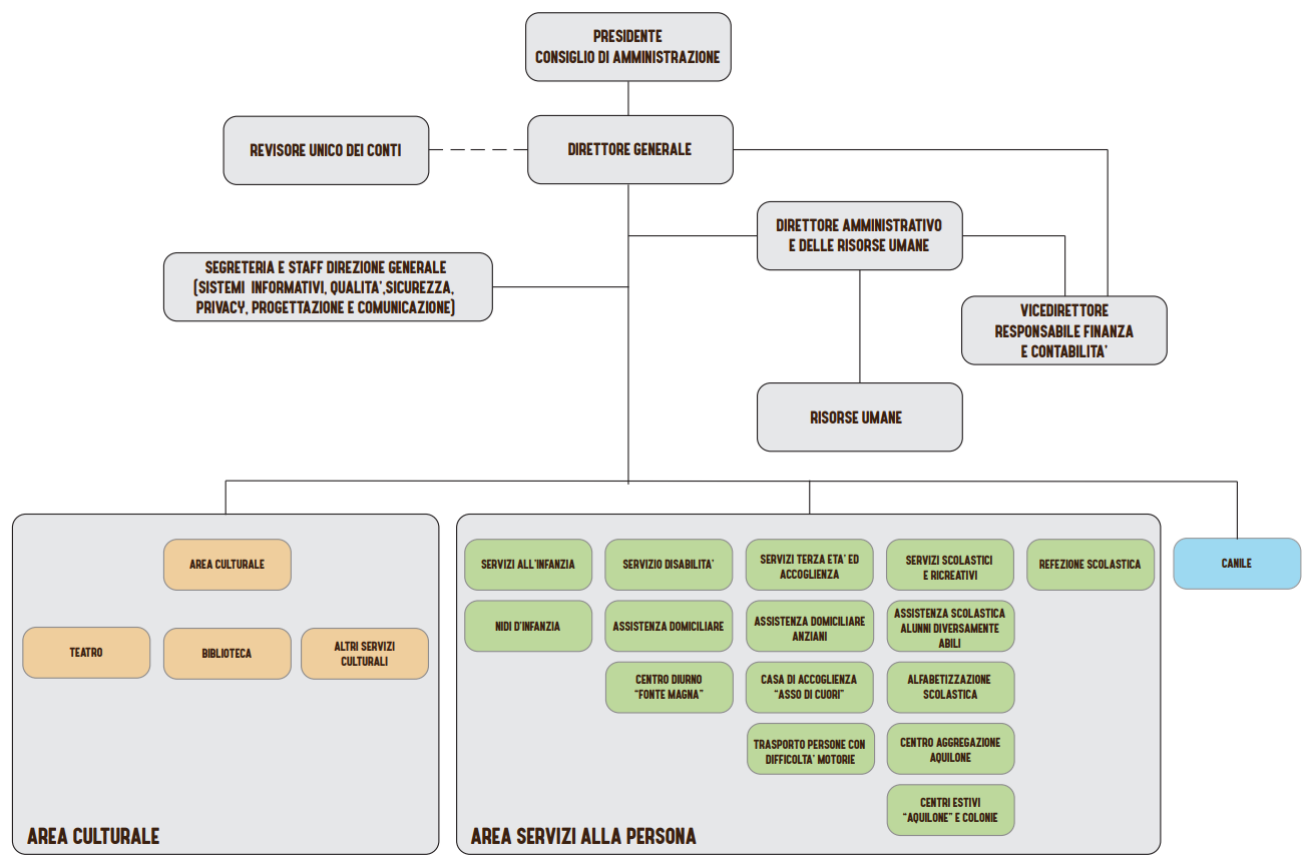 PRESIDENTE
CONSIGLIO DI AMMINISTRAZIONE
REVISORE UNICO DEI CONTI
DIRETTORE GENERALE
DIRETTORE AMMINISTRATIVO
E DELLE RISORSE UMANE
SEGRETERIA E STAFF DIREZIONE GENERALE
(SISTEMI INFORMATIVI, QUALITA',SICUREZZA,
PRIVACY, PROGETTAZIONE E COMUNICAZIONE)
VICEDIRETTORE
RESPONSABILE FINANZA
E CONTABILITA'
RISORSE UMANE
AREA CULTURALE
TEATRO
BIBLIOTECA
ALTRI SERVIZI
CULTURALI
AREA CULTURALE
SERVIZI ALL'INFANZIA
NIDI D'INFANZIA
SERVIZIO DISABILITA'
ASSISTENZA DOMICILIARE
CENTRO DIURNO
"FONTE MAGNA"
SERVIZI TERZA ETA' ED
ACCOGLIENZA
ASSISTENZA DOMICILIARE
ANZIANI
CASA DI ACCOGLIENZA
"ASSO DI CUORI"
TRASPORTO PERSONE CON
DIFFICOLTA' MOTORIE
SERVIZI SCOLASTICI
E RICREATIVI
ASSISTENZA SCOLASTICA
ALUNNI DIVERSAMENTE
ABILI
ALFABETIZZAZIONE
SCOLASTICA
CENTRO AGGREGAZIONE
AQUILONE
CENTRI ESTIVI
"AQUILONE" E COLONIE
REFEZIONE SCOLASTICA
AREA SERVIZI ALLA PERSONA
CANILE